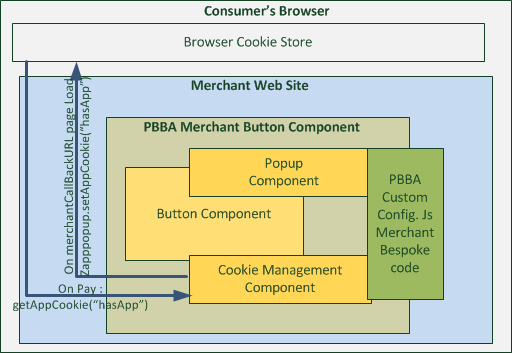 Consumer's Browser
Browser Cookie Store
Merchant Web Site
PBBA Merchant Button Component
Popup
Component
Button Component
PBBA
Custom
Config. Js
Merchant
Bespoke
code
Cookie Management
Component
On merchantCallBackURL page Load
Zapppopup.setAppCookie("hasApp")
On Pay :
getAppCookie("hasApp")